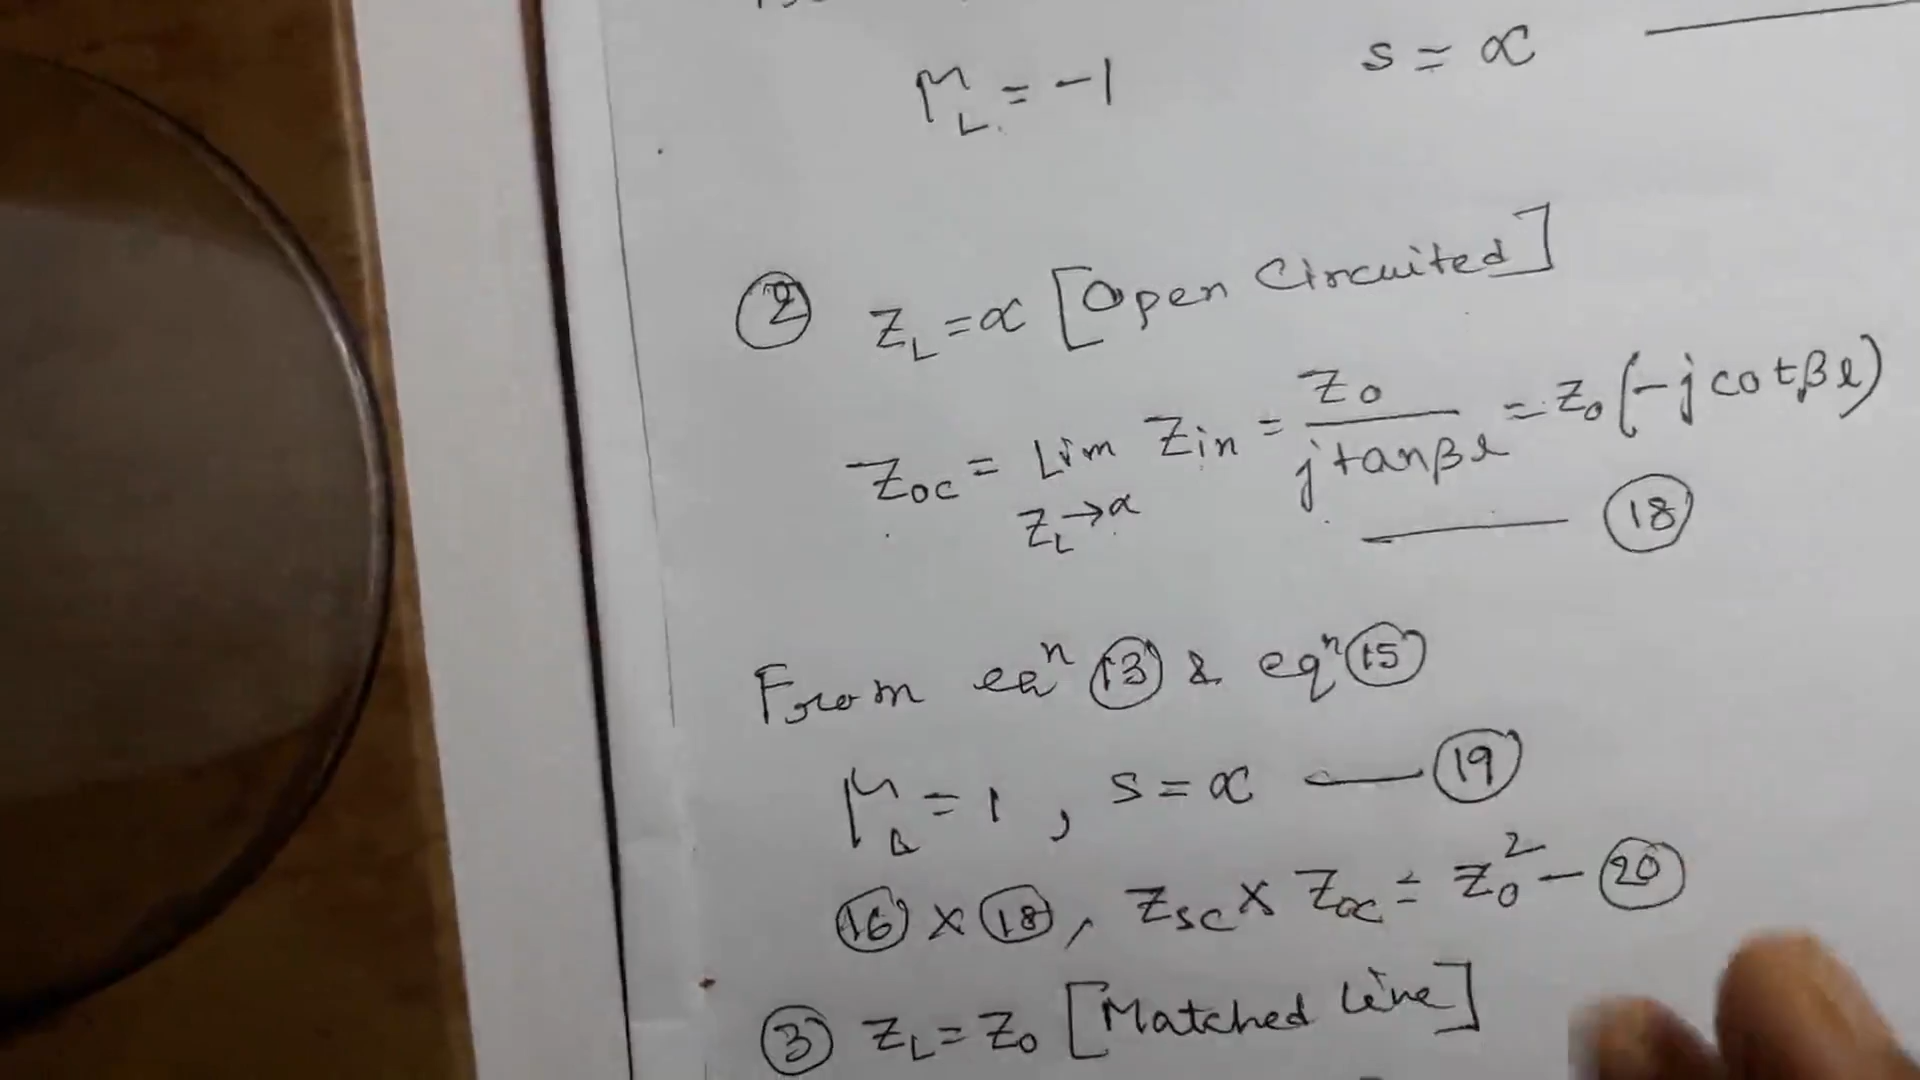 Γ_L = -1    s = ∝
② Z_L = ∝ [Open Circuited]
Z_oc = Lim_{Z_L→∝} Z_in = Z_0 / (j tanβl) = Z_0 (-j cotβl)
——— ⑱
From eqⁿ ⑬ & eqⁿ ⑮
Γ_L = 1 , s = ∝ —— ⑲
⑯ × ⑱, Z_sc × Z_oc = Z_0² — ⑳
③ Z_L = Z_0 [Matched Line]